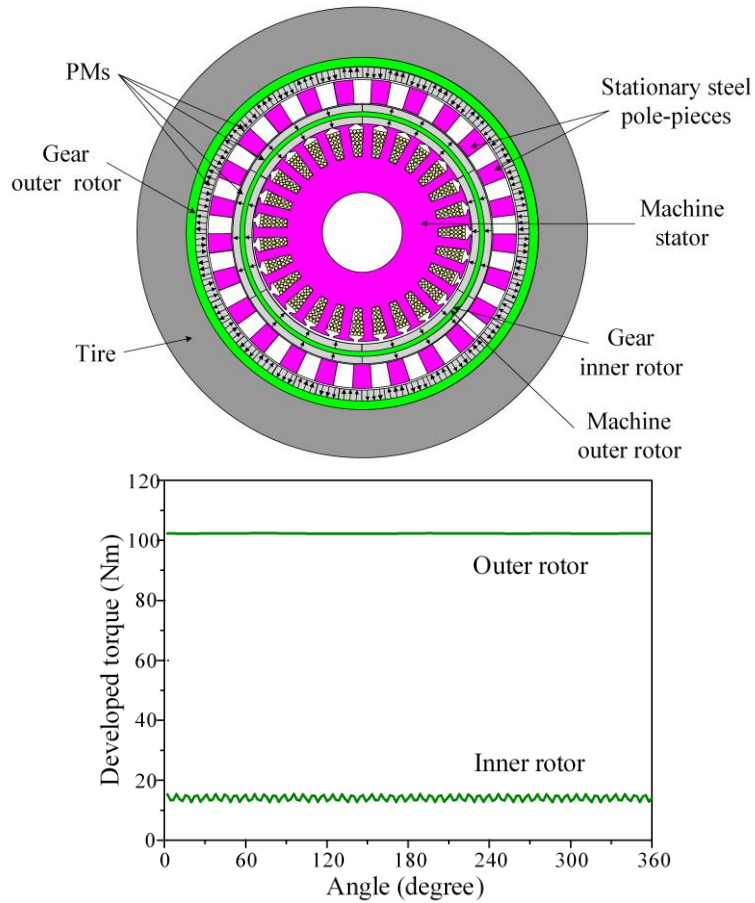 PMs
Stationary steel
pole-pieces
Gear
outer rotor
Machine
stator
Tire
Gear
inner rotor
Machine
outer rotor
120
100
80
60
40
20
0
Developed torque (Nm)
Outer rotor
Inner rotor
0 60 120 180 240 300 360
Angle (degree)